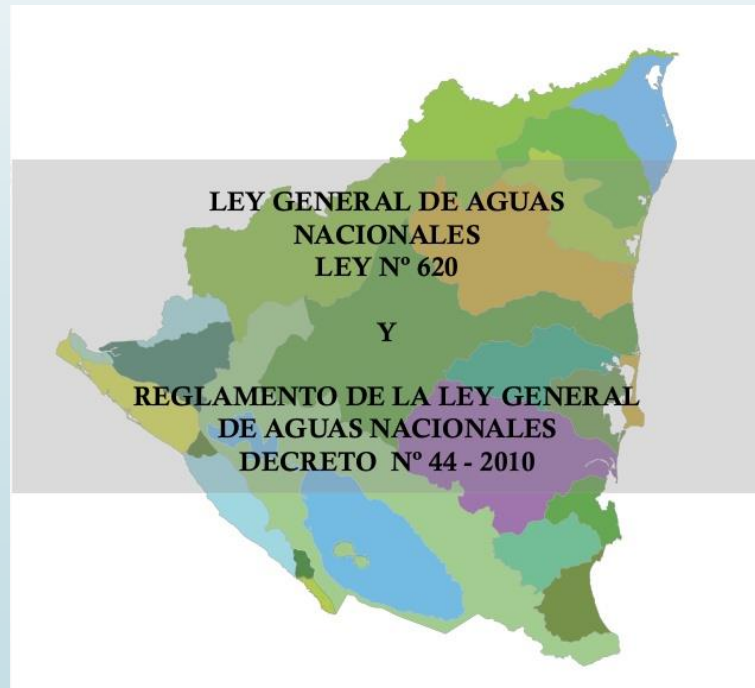 LEY GENERAL DE AGUAS
NACIONALES
LEY Nº 620
Y
REGLAMENTO DE LA LEY GENERAL
DE AGUAS NACIONALES
DECRETO Nº 44 - 2010